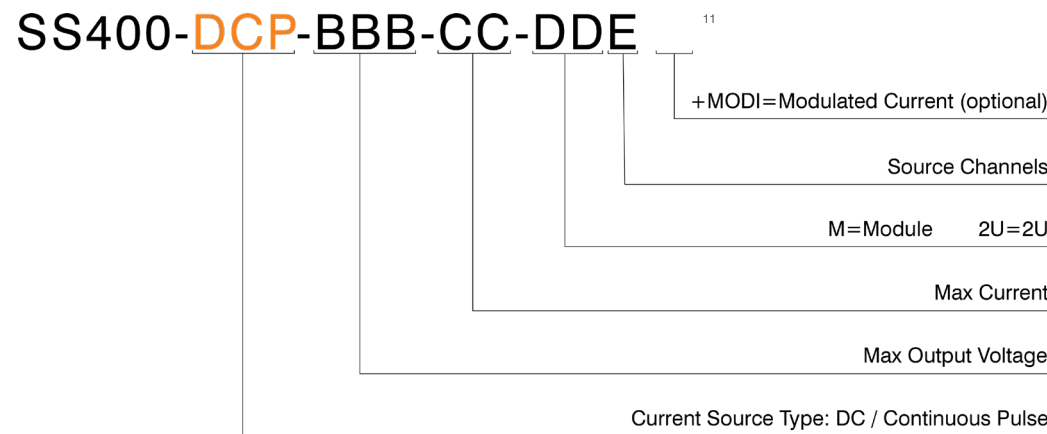 SS400-DCP-BBB-CC-DDE 11
+MODI=Modulated Current (optional)
Source Channels
M=Module 2U=2U
Max Current
Max Output Voltage
Current Source Type: DC / Continuous Pulse